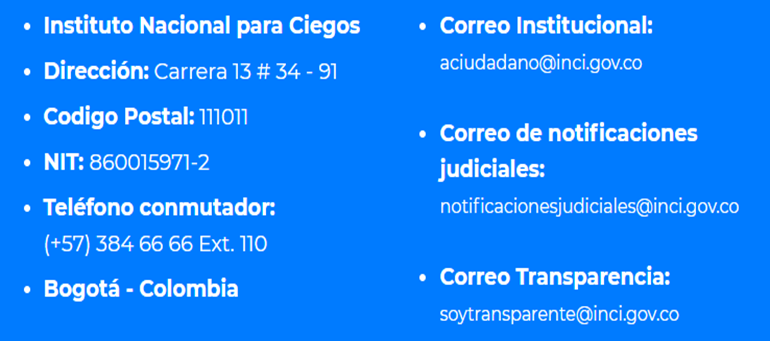 • Instituto Nacional para Ciegos
• Dirección: Carrera 13 # 34 - 91
• Codigo Postal: 111011
• NIT: 860015971-2
• Teléfono conmutador:
(+57) 384 66 66 Ext. 110
• Bogotá - Colombia
• Correo Institucional:
aciudadano@inci.gov.co
• Correo de notificaciones
judiciales:
notificacionesjudiciales@inci.gov.co
• Correo Transparencia:
soytransparente@inci.gov.co